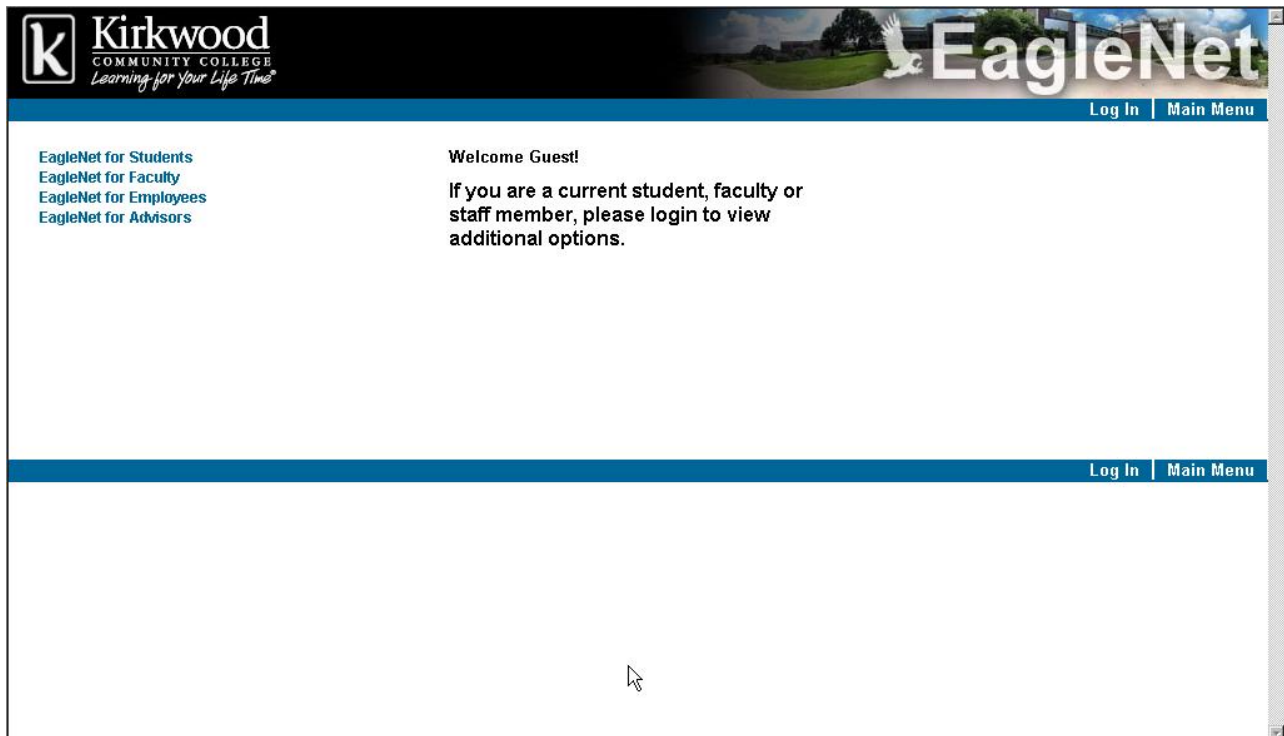 k Kirkwood
COMMUNITY COLLEGE
Learning for Your Life Time®
EagleNet
Log In | Main Menu
EagleNet for Students
EagleNet for Faculty
EagleNet for Employees
EagleNet for Advisors
Welcome Guest!
If you are a current student, faculty or
staff member, please login to view
additional options.
Log In | Main Menu